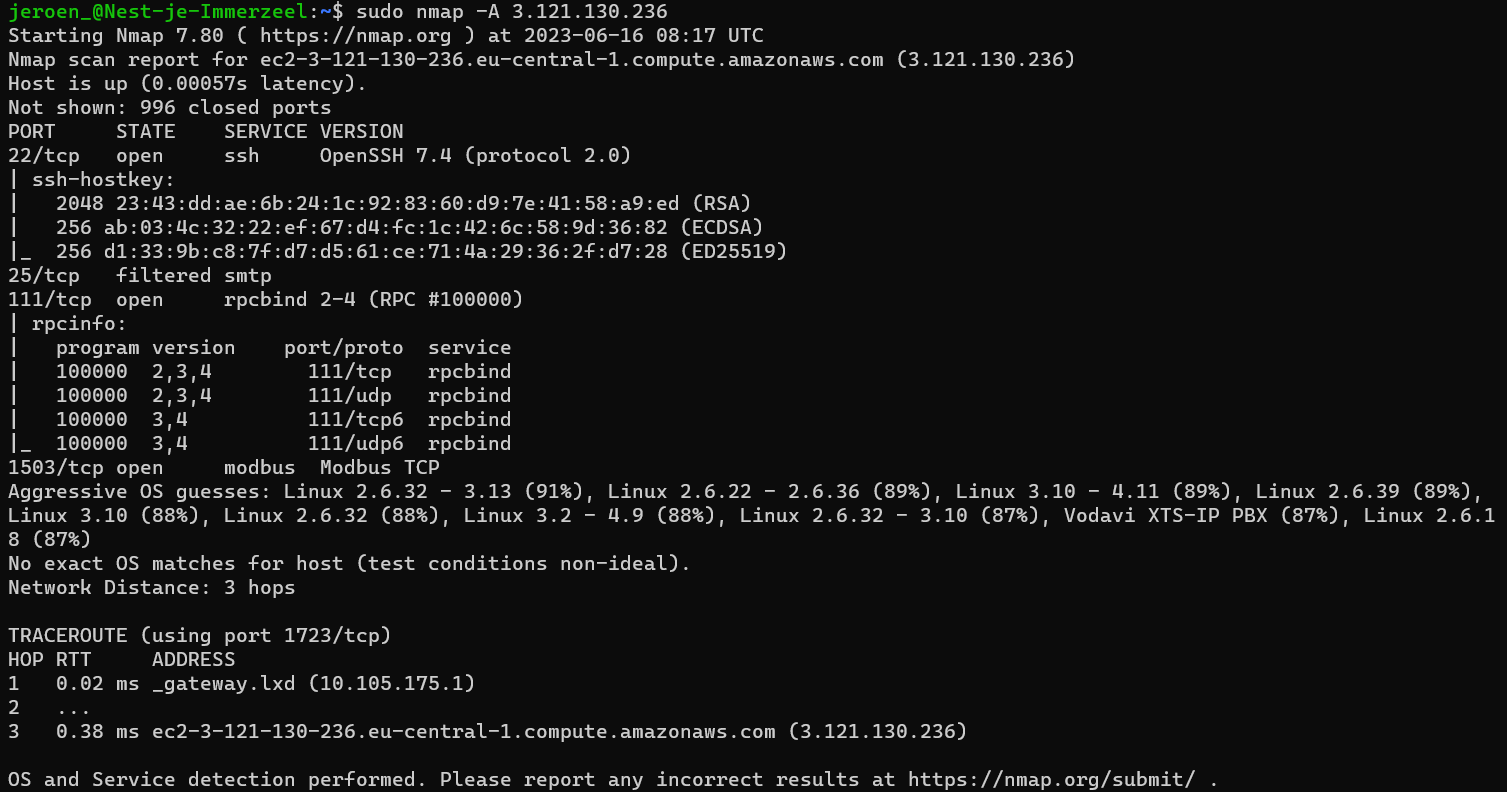 jeroen_@Nest-je-Immerzeel:~$ sudo nmap -A 3.121.130.236
Starting Nmap 7.80 ( https://nmap.org ) at 2023-06-16 08:17 UTC
Nmap scan report for ec2-3-121-130-236.eu-central-1.compute.amazonaws.com (3.121.130.236)
Host is up (0.00057s latency).
Not shown: 996 closed ports
PORT     STATE    SERVICE VERSION
22/tcp   open     ssh     OpenSSH 7.4 (protocol 2.0)
| ssh-hostkey:
|   2048 23:43:dd:ae:6b:24:1c:92:83:60:d9:7e:41:58:a9:ed (RSA)
|   256 ab:03:4c:32:22:ef:67:d4:fc:1c:42:6c:58:9d:36:82 (ECDSA)
|_  256 d1:33:9b:c8:7f:d7:d5:61:ce:71:4a:29:36:2f:d7:28 (ED25519)
25/tcp   filtered smtp
111/tcp  open     rpcbind 2-4 (RPC #100000)
| rpcinfo:
|   program version    port/proto  service
|   100000  2,3,4        111/tcp   rpcbind
|   100000  2,3,4        111/udp   rpcbind
|   100000  3,4          111/tcp6  rpcbind
|_  100000  3,4          111/udp6  rpcbind
1503/tcp open     modbus  Modbus TCP
Aggressive OS guesses: Linux 2.6.32 - 3.13 (91%), Linux 2.6.22 - 2.6.36 (89%), Linux 3.10 - 4.11 (89%), Linux 2.6.39 (89%),
Linux 3.10 (88%), Linux 2.6.32 (88%), Linux 3.2 - 4.9 (88%), Linux 2.6.32 - 3.10 (87%), Vodavi XTS-IP PBX (87%), Linux 2.6.1
8 (87%)
No exact OS matches for host (test conditions non-ideal).
Network Distance: 3 hops
TRACEROUTE (using port 1723/tcp)
HOP RTT     ADDRESS
1   0.02 ms _gateway.lxd (10.105.175.1)
2   ...
3   0.38 ms ec2-3-121-130-236.eu-central-1.compute.amazonaws.com (3.121.130.236)
OS and Service detection performed. Please report any incorrect results at https://nmap.org/submit/ .